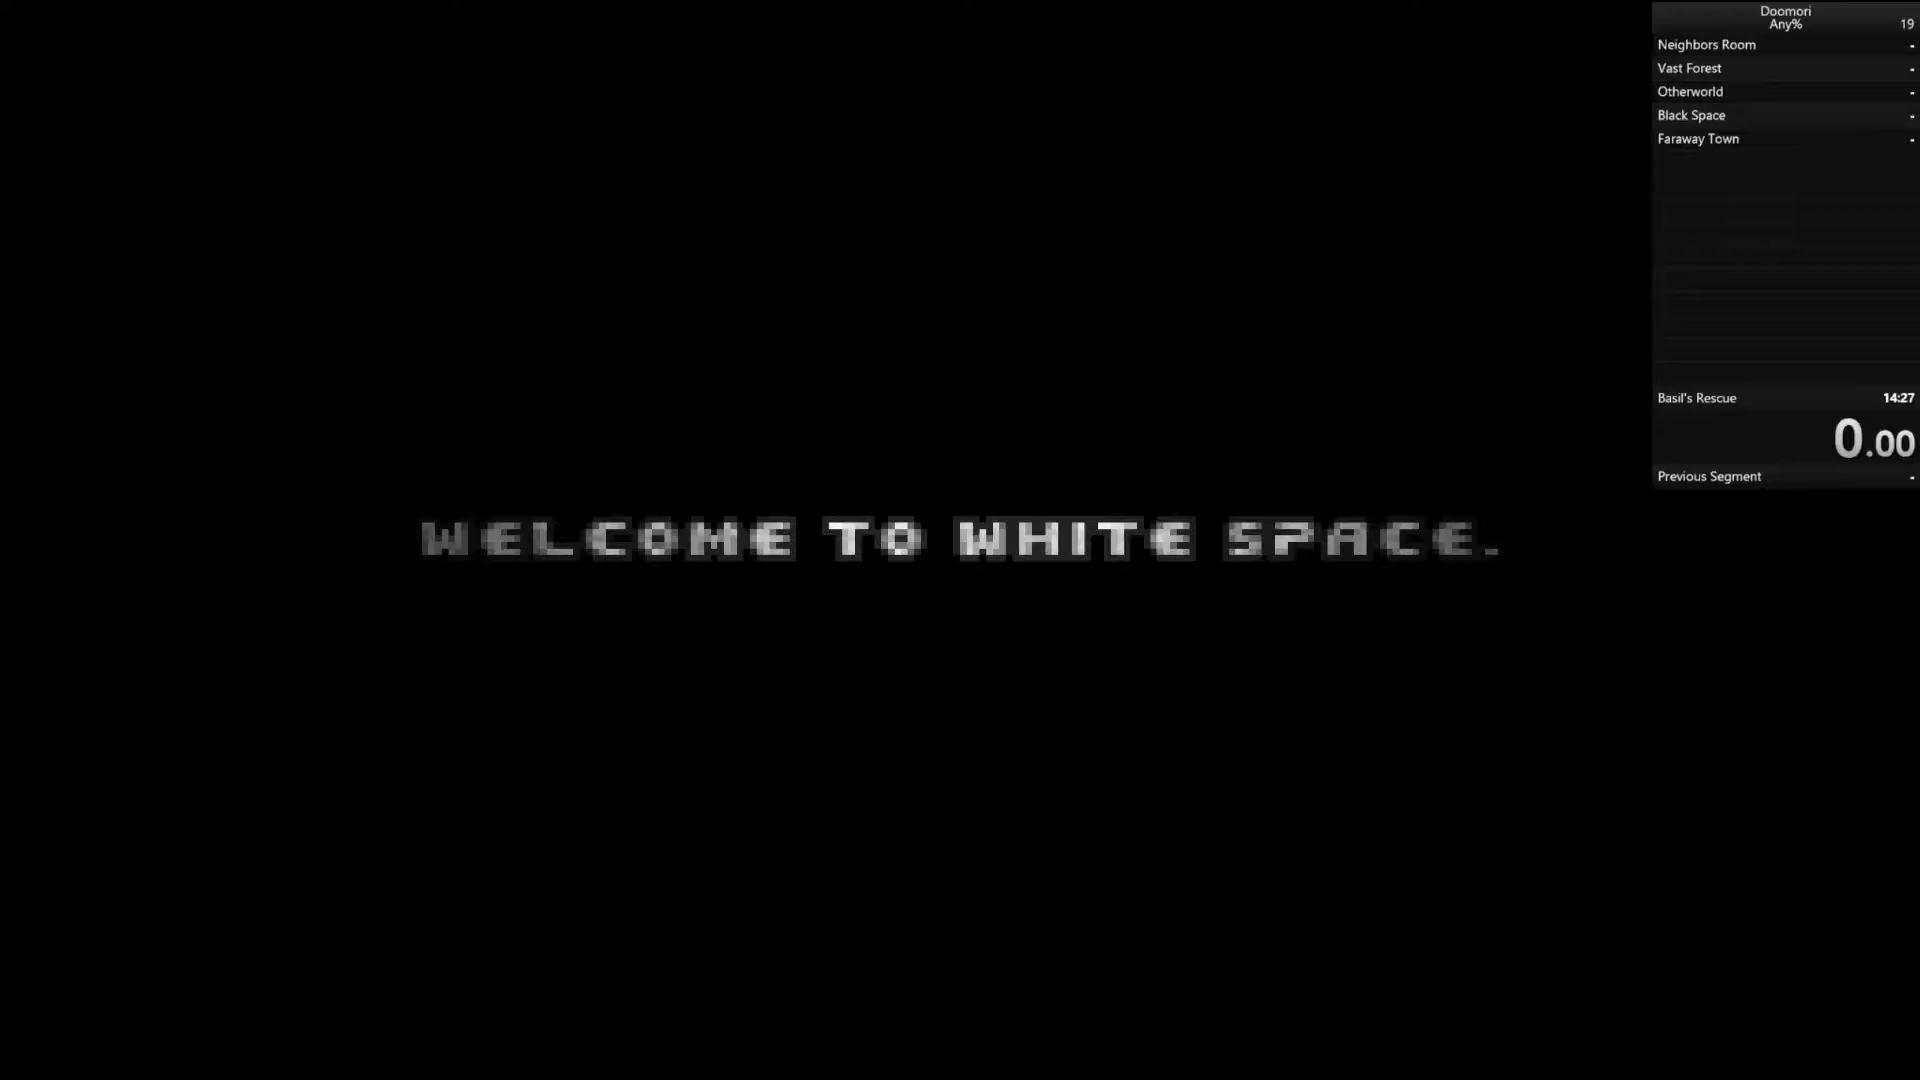 Doomori
Any% 19
Neighbors Room -
Vast Forest -
Otherworld -
Black Space -
Faraway Town -
Basil's Rescue 14:27
0.00
Previous Segment -
WELCOME TO WHITE SPACE.